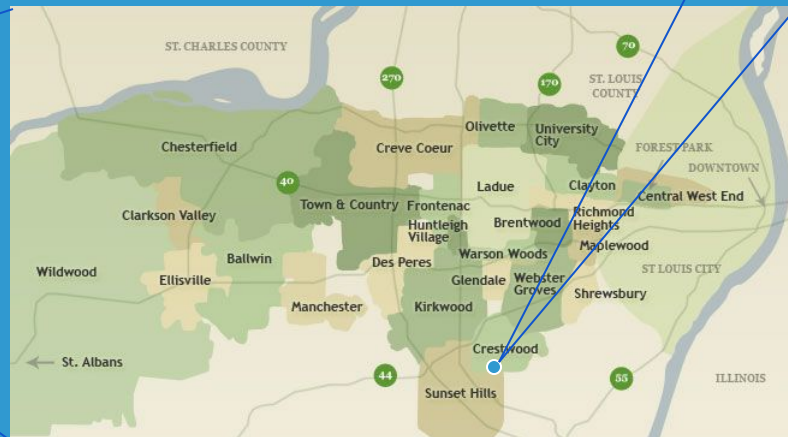 ST. CHARLES COUNTY
70
270
170
ST. LOUIS
COUNTY
Olivette
University
City
Chesterfield
Creve Coeur
FOREST PARK
DOWNTOWN
40
Ladue
Clayton
Central West End
Town & Country
Frontenac
Clarkson Valley
Huntleigh
Village
Brentwood
Richmond
Heights
Maplewood
Ballwin
Des Peres
Warson Woods
Wildwood
ST LOUIS CITY
Ellisville
Glendale
Webster
Groves
Shrewsbury
Manchester
Kirkwood
Crestwood
St. Albans
44
55
ILLINOIS
Sunset Hills